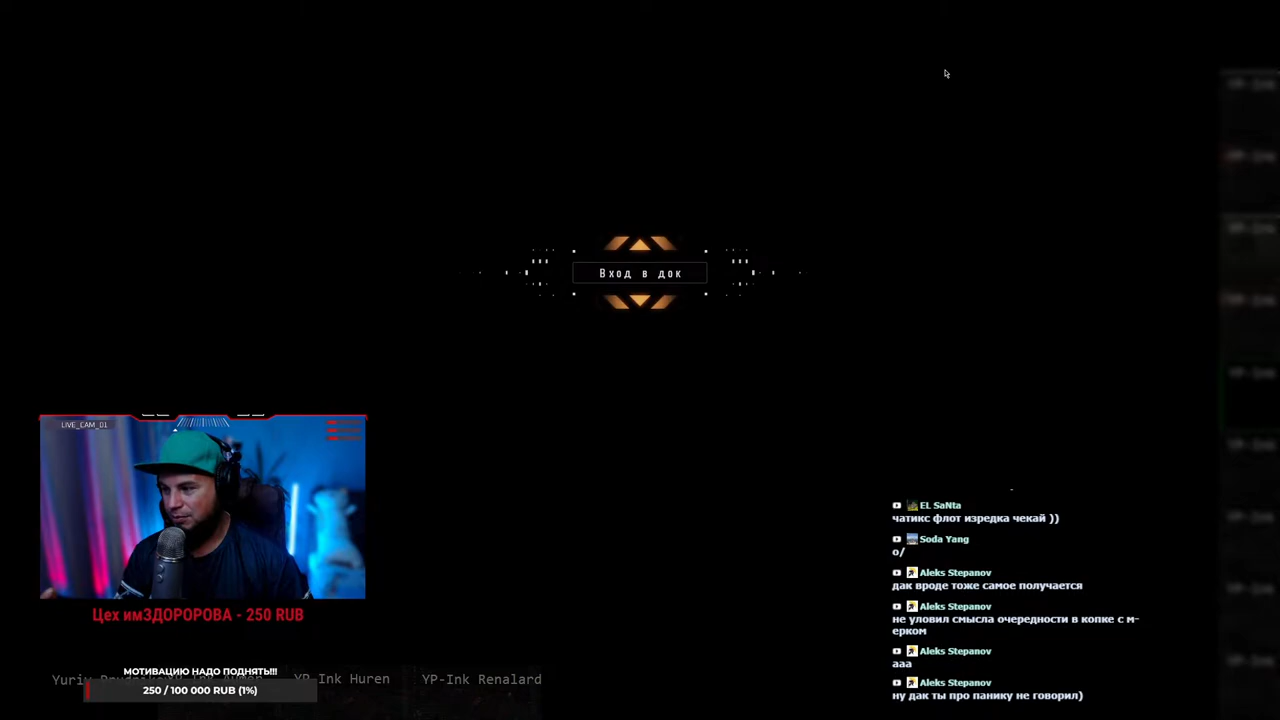 Вход в док
LIVE_CAM_01
Цех имЗДОРОРОВА - 250 RUB
МОТИВАЦИЮ НАДО ПОДНЯТЬ!!!
250 / 100 000 RUB (1%)
Yuriy
YP-Ink Huren
YP-Ink Renalard
EL SaNta
чатикс флот изредка чекай ))
Soda Yang
o/
Aleks Stepanov
дак вроде тоже самое получается
Aleks Stepanov
не уловил смысла очередности в копке с м-
ерком
Aleks Stepanov
ааа
Aleks Stepanov
ну дак ты про панику не говорил)